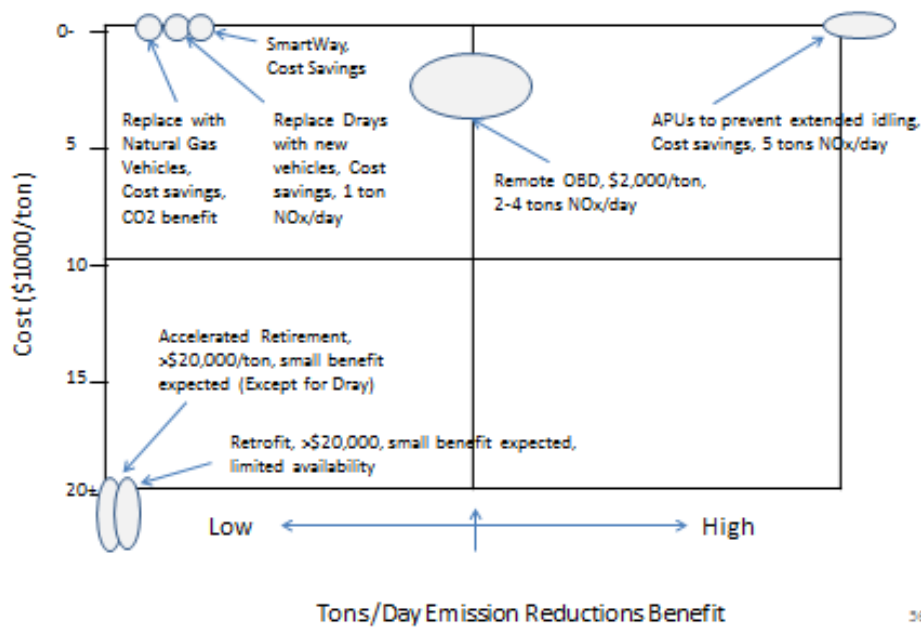 0-
SmartWay,
Cost Savings
Replace with
Natural Gas
Vehicles,
Cost savings,
CO2 benefit
Replace Drays
with new
vehicles, Cost
savings, 1 ton
NOx/day
APUs to prevent extended idling,
Cost savings, 5 tons NOx/day
Remote OBD, $2,000/ton,
2-4 tons NOx/day
5
10
15
20±
Cost ($1000/ton)
Accelerated Retirement,
>$20,000/ton, small benefit
expected (Except for Dray)
Retrofit, >$20,000, small benefit expected,
limited availability
Low
High
Tons/Day Emission Reductions Benefit